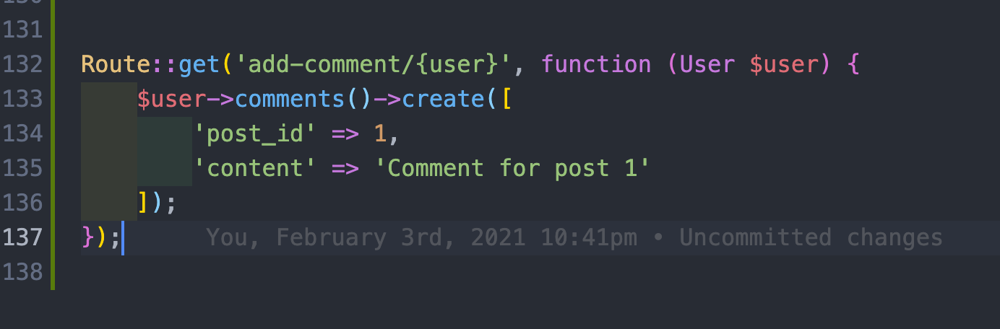 130
131
132 Route::get('add-comment/{user}', function (User $user) {
133 $user->comments()->create([
134 'post_id' => 1,
135 'content' => 'Comment for post 1'
136 ]);
137 }); You, February 3rd, 2021 10:41pm • Uncommitted changes
138